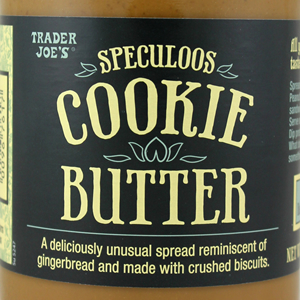 TRADER
JOE'S®
SPECULOOS
COOKIE
BUTTER
A deliciously unusual spread reminiscent of
gingerbread and made with crushed biscuits.